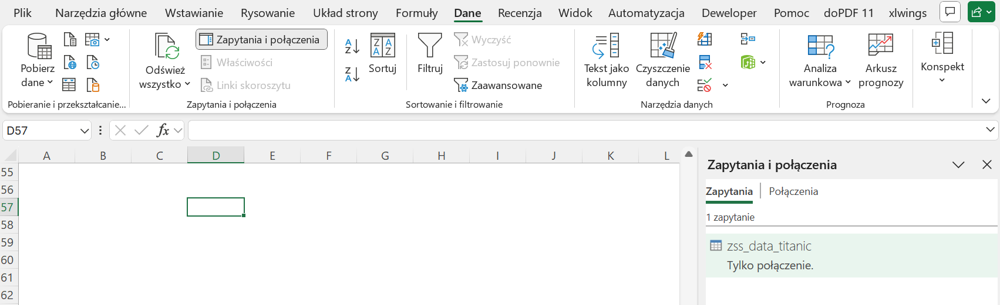 Plik Narzędzia główne Wstawianie Rysowanie Układ strony Formuły Dane Recenzja Widok Automatyzacja Deweloper Pomoc doPDF 11 xlwings
Pobierz dane
Pobieranie i przekształcanie...
Odśwież wszystko
Zapytania i połączenia
Właściwości
Linki skoroszytu
Zapytania i połączenia
A Z
Z A
Z A A Z
Sortuj
Filtruj
Wyczyść
Zastosuj ponownie
Zaawansowane
Sortowanie i filtrowanie
Tekst jako kolumny
Czyszczenie danych
Narzędzia danych
Analiza warunkowa
Arkusz prognozy
Prognoza
Konspekt
D57 fx
A B C D E F G H I J K L
55
56
57
58
59
60
61
62
Zapytania i połączenia
Zapytania Połączenia
1 zapytanie
zss_data_titanic
Tylko połączenie.